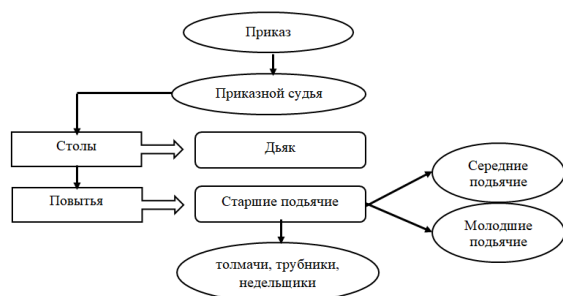 Приказ
Приказной судья
Столы
Дьяк
Середние
подьячие
Повытья
Старшие подьячие
Молодшие
подьячие
толмачи, трубники,
недельщики